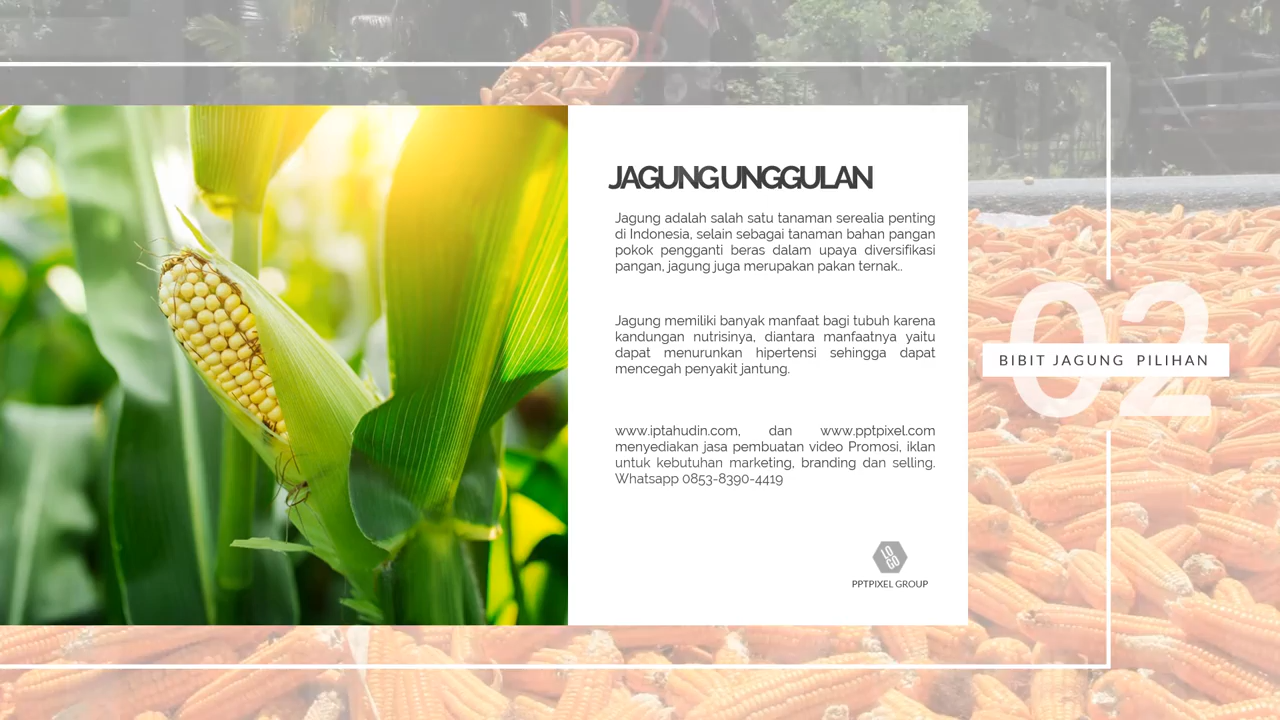 JAGUNG UNGGULAN
Jagung adalah salah satu tanaman serealia penting
di Indonesia, selain sebagai tanaman bahan pangan
pokok pengganti beras dalam upaya diversifikasi
pangan, jagung juga merupakan pakan ternak..
Jagung memiliki banyak manfaat bagi tubuh karena
kandungan nutrisinya, diantara manfaatnya yaitu
dapat menurunkan hipertensi sehingga dapat
mencegah penyakit jantung.
www.iptahudin.com, dan www.pptpixel.com
menyediakan jasa pembuatan video Promosi, iklan
untuk kebutuhan marketing, branding dan selling.
Whatsapp 0853-8390-4419
LO
GO
PPTPIXEL GROUP
02
BIBIT JAGUNG PILIHAN